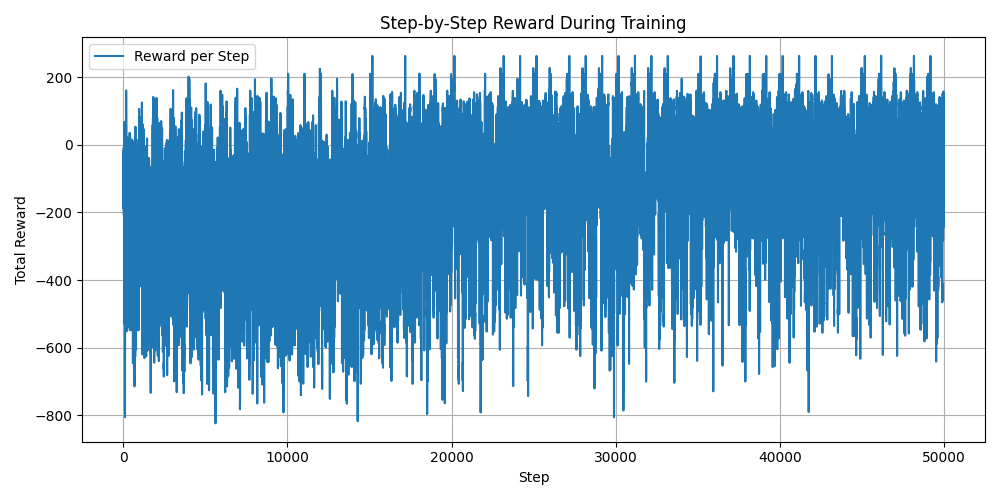 Step-by-Step Reward During Training
Reward per Step
200
0
−200
−400
−600
−800
Total Reward
0 10000 20000 30000 40000 50000
Step